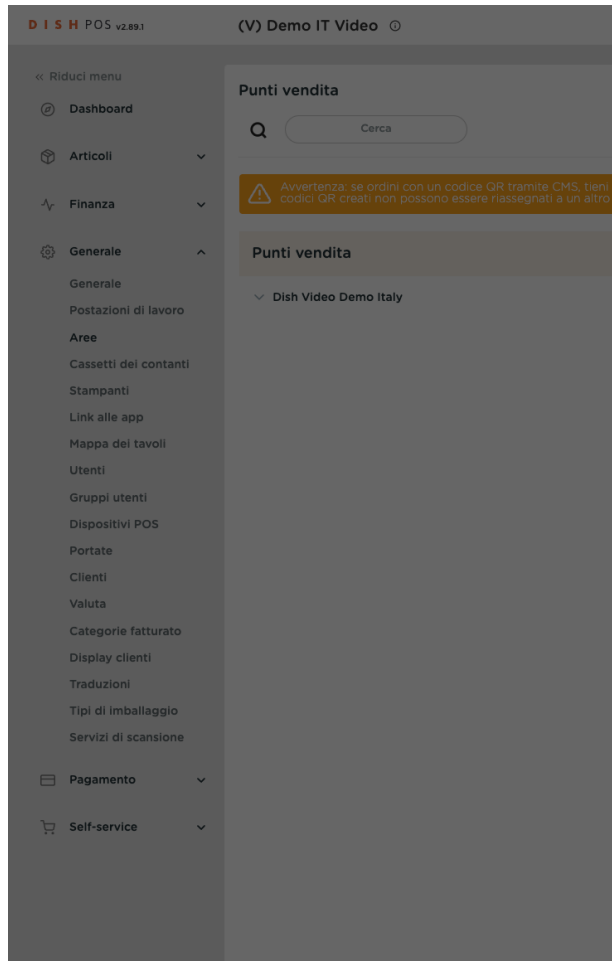 DISH POS v2.89.1
(V) Demo IT Video
« Riduci menu
Dashboard
Articoli
Finanza
Generale
Generale
Postazioni di lavoro
Aree
Cassetti dei contanti
Stampanti
Link alle app
Mappa dei tavoli
Utenti
Gruppi utenti
Dispositivi POS
Portate
Clienti
Valuta
Categorie fatturato
Display clienti
Traduzioni
Tipi di imballaggio
Servizi di scansione
Pagamento
Self-service
Punti vendita
Cerca
Avvertenza: se ordini con un codice QR tramite CMS, tieni
codici QR creati non possono essere riassegnati a un altro
Punti vendita
Dish Video Demo Italy